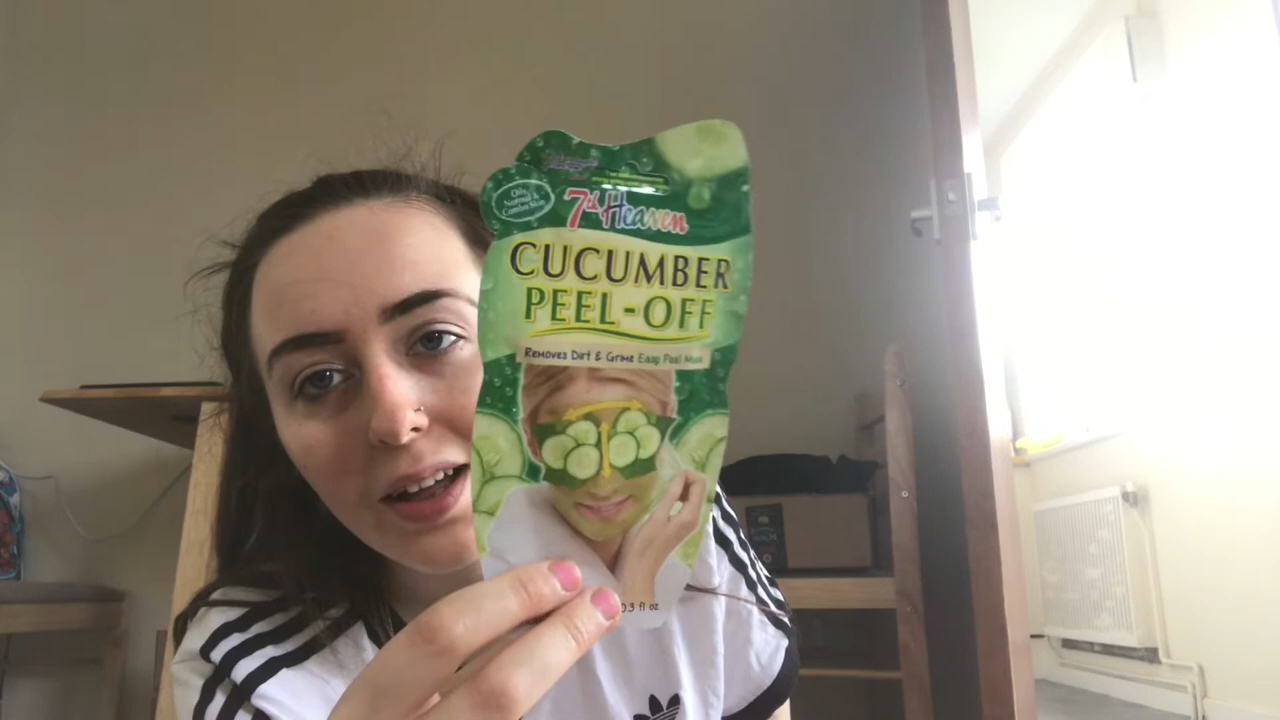 Oily,
Normal &
Combo Skin
7th Heaven
CUCUMBER
PEEL-OFF
Removes Dirt & Grime Easy Peel Mask
0.3 fl oz